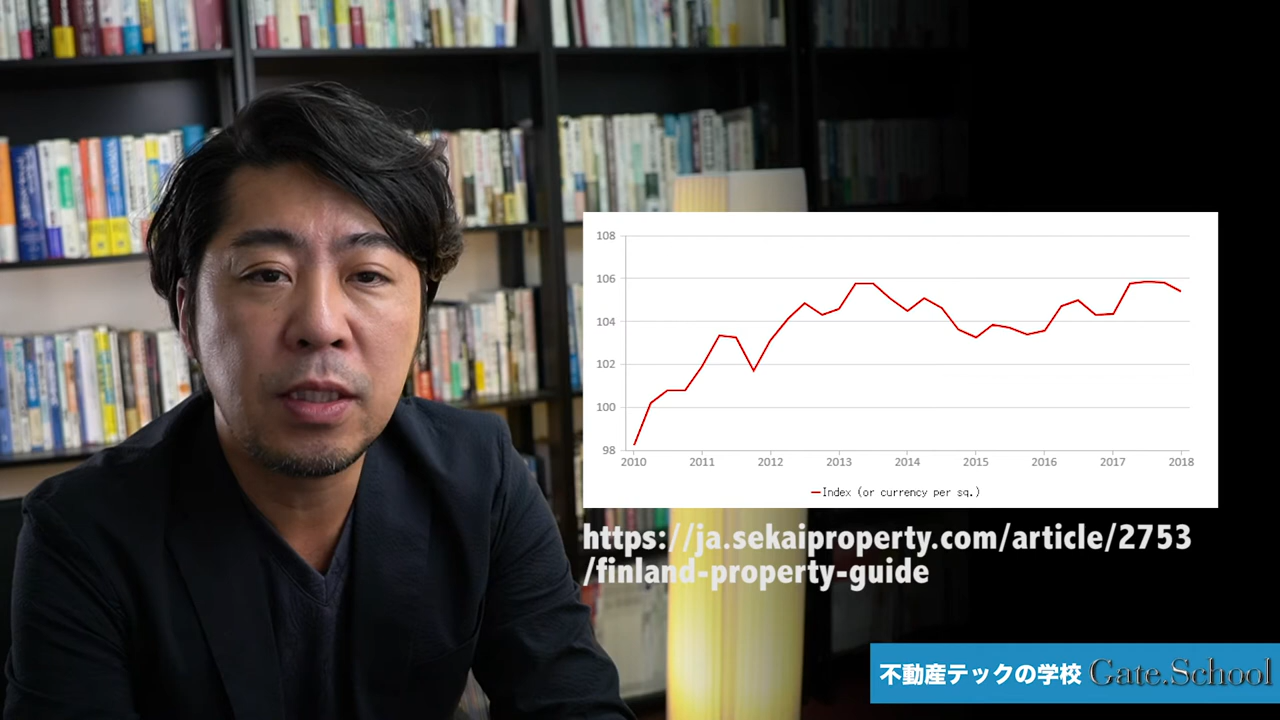 108
106
104
102
100
98
2010 2011 2012 2013 2014 2015 2016 2017 2018
Index (or currency per sq.)
https://ja.sekaiproperty.com/article/2753
/finland-property-guide
不動産テックの学校 Gate.School